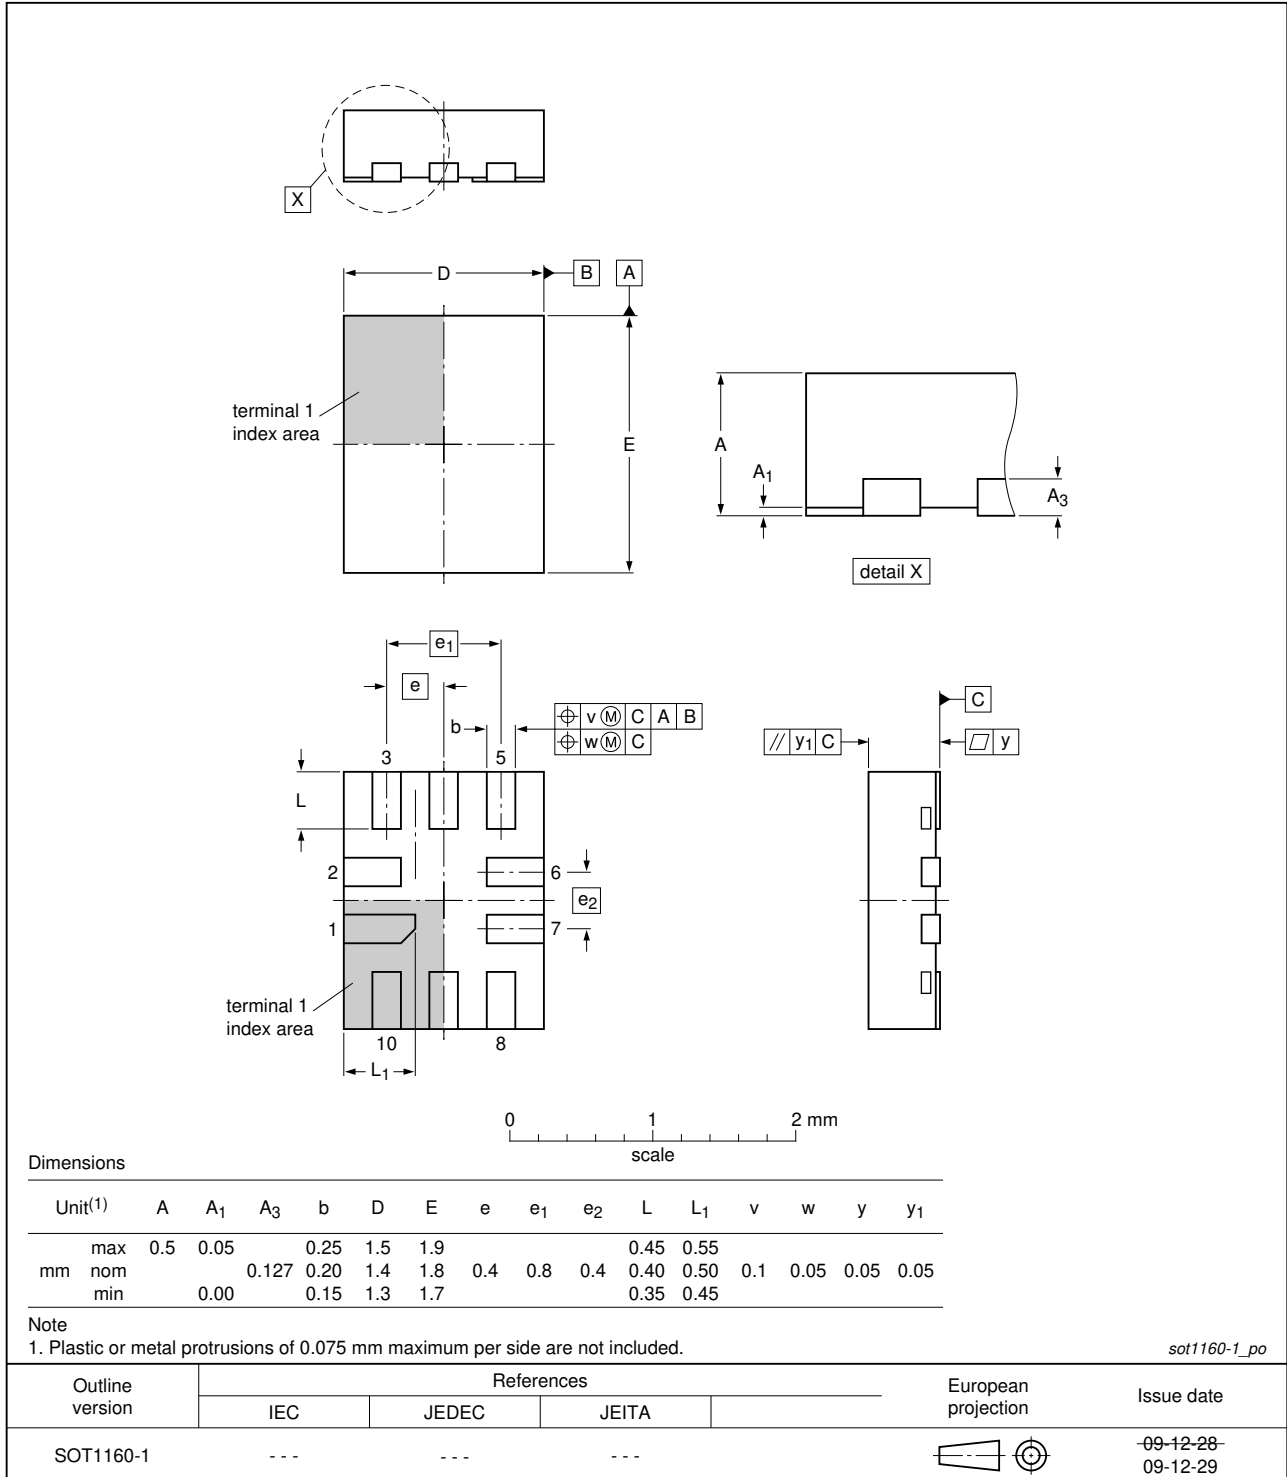 X
D
B
A
terminal 1
index area
E
A
A1
A3
detail X
e1
e
b
v Ⓜ C A B
w Ⓜ C
3
5
L
2
6
e2
1
7
terminal 1
index area
10
8
L1
C
// y1 C
y
0 1 2 mm
scale
Dimensions
Unit(1) A A1 A3 b D E e e1 e2 L L1 v w y y1
max 0.5 0.05 0.25 1.5 1.9 0.45 0.55
mm nom 0.127 0.20 1.4 1.8 0.4 0.8 0.4 0.40 0.50 0.1 0.05 0.05 0.05
min 0.00 0.15 1.3 1.7 0.35 0.45
Note
1. Plastic or metal protrusions of 0.075 mm maximum per side are not included.
sot1160-1_po
Outline
version
References
IEC JEDEC JEITA
European
projection
Issue date
SOT1160-1 - - - - - - - - -
09-12-28
09-12-29